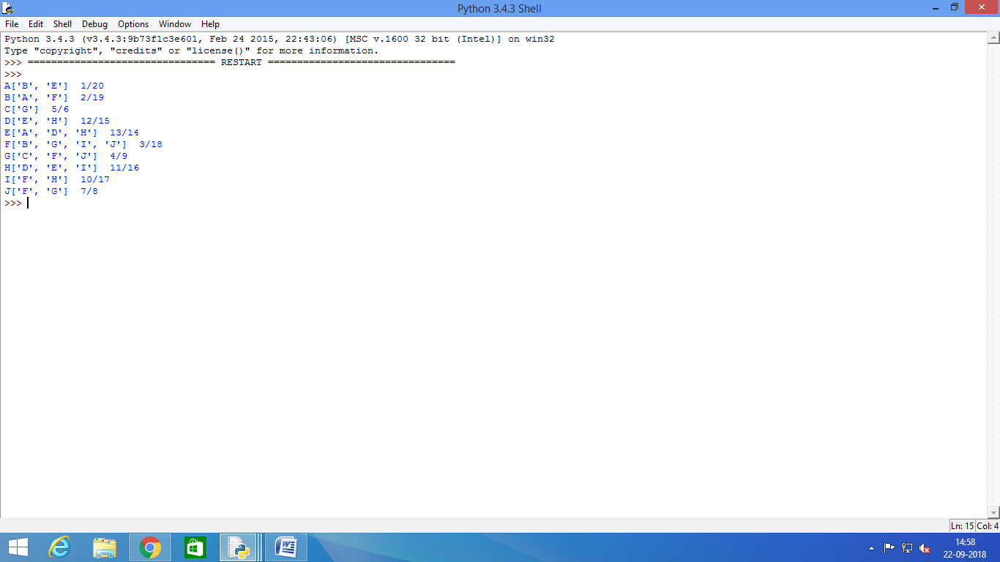 Python 3.4.3 Shell
File Edit Shell Debug Options Window Help
Python 3.4.3 (v3.4.3:9b73f1c3e601, Feb 24 2015, 22:43:06) [MSC v.1600 32 bit (Intel)] on win32
Type "copyright", "credits" or "license()" for more information.
>>> ================================ RESTART ================================
>>>
A['B', 'E']  1/20
B['A', 'F']  2/19
C['G']  5/6
D['E', 'H']  12/15
E['A', 'D', 'H']  13/14
F['B', 'G', 'I', 'J']  3/18
G['C', 'F', 'J']  4/9
H['D', 'E', 'I']  11/16
I['F', 'H']  10/17
J['F', 'G']  7/8
>>>
Ln: 15 Col: 4
14:58
22-09-2018